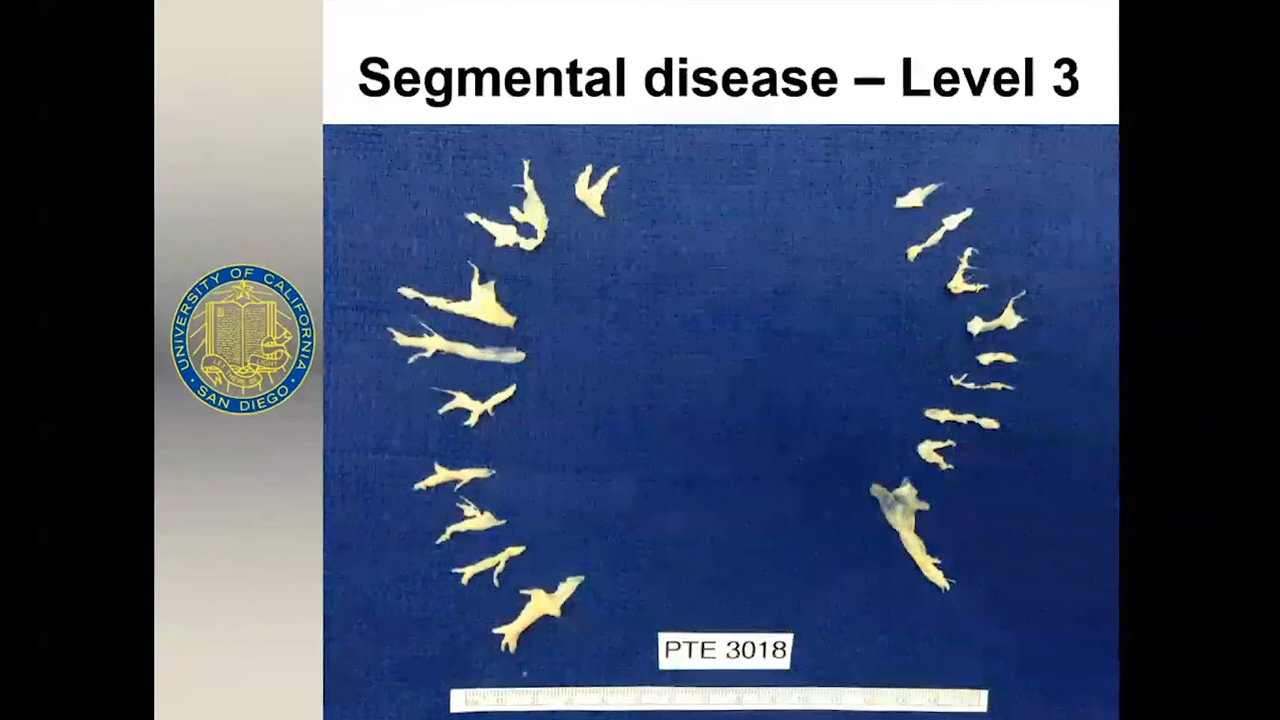 Segmental disease – Level 3
UNIVERSITY OF CALIFORNIA
SAN DIEGO
PTE 3018